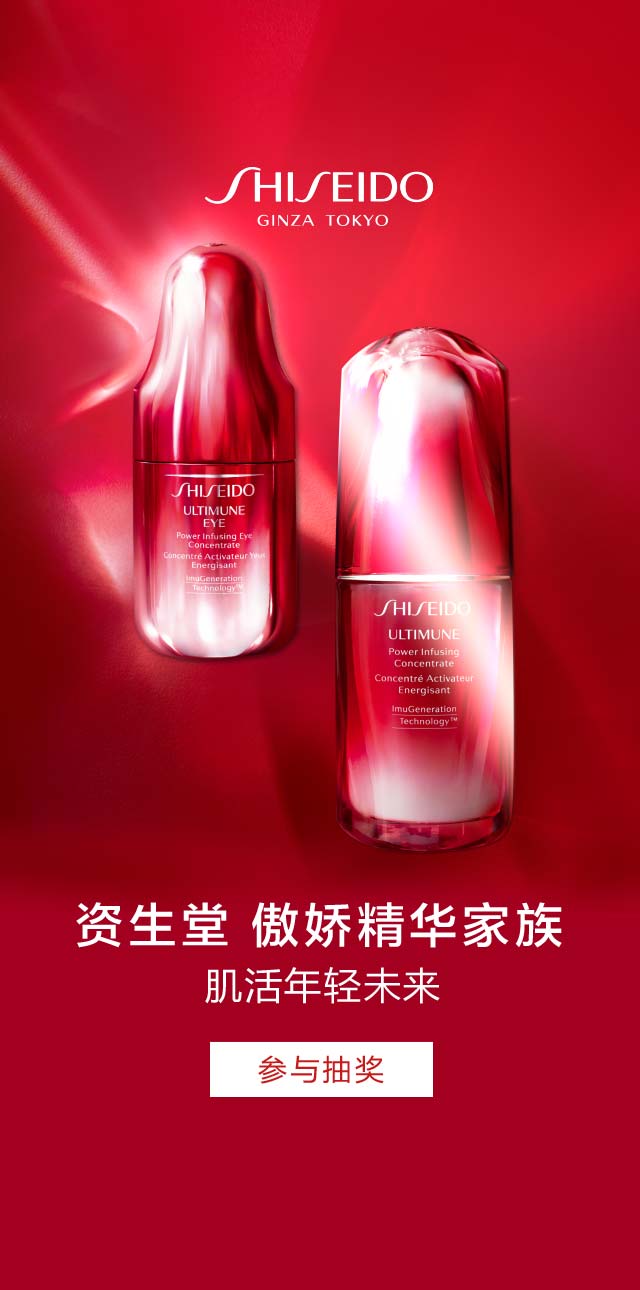 SHISEIDO
GINZA TOKYO
SHISEIDO
ULTIMUNE
EYE
Power Infusing Eye
Concentrate
Concentré Activateur Yeux
Energisant
ImuGeneration
Technology™
SHISEIDO
ULTIMUNE
Power Infusing
Concentrate
Concentré Activateur
Energisant
ImuGeneration
Technology™
资生堂 傲娇精华家族
肌活年轻未来
参与抽奖